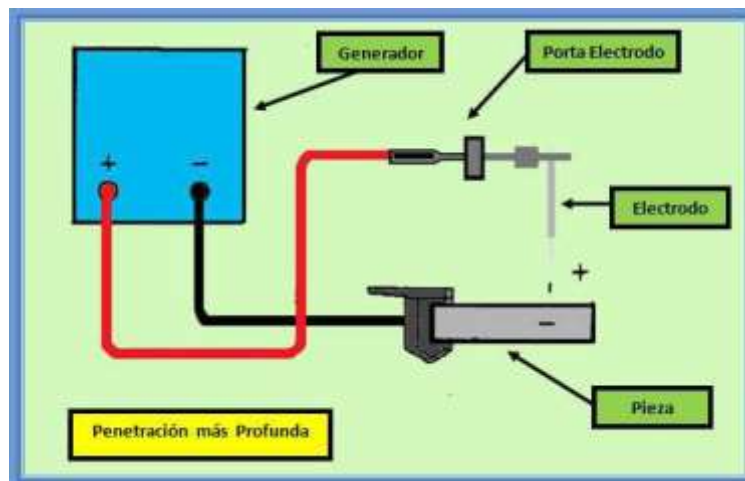 Generador
Porta Electrodo
+ −
Electrodo
+
−
Pieza
Penetración más Profunda